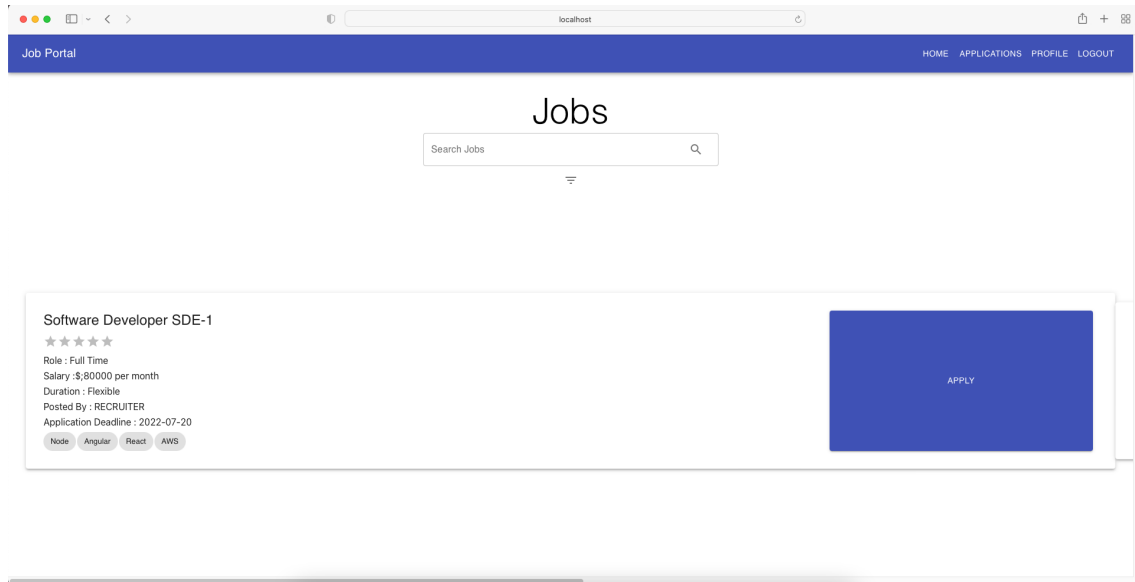 localhost
Job Portal
HOME APPLICATIONS PROFILE LOGOUT
Jobs
Search Jobs
Software Developer SDE-1
Role : Full Time
Salary :$;80000 per month
Duration : Flexible
Posted By : RECRUITER
Application Deadline : 2022-07-20
Node Angular React AWS
APPLY